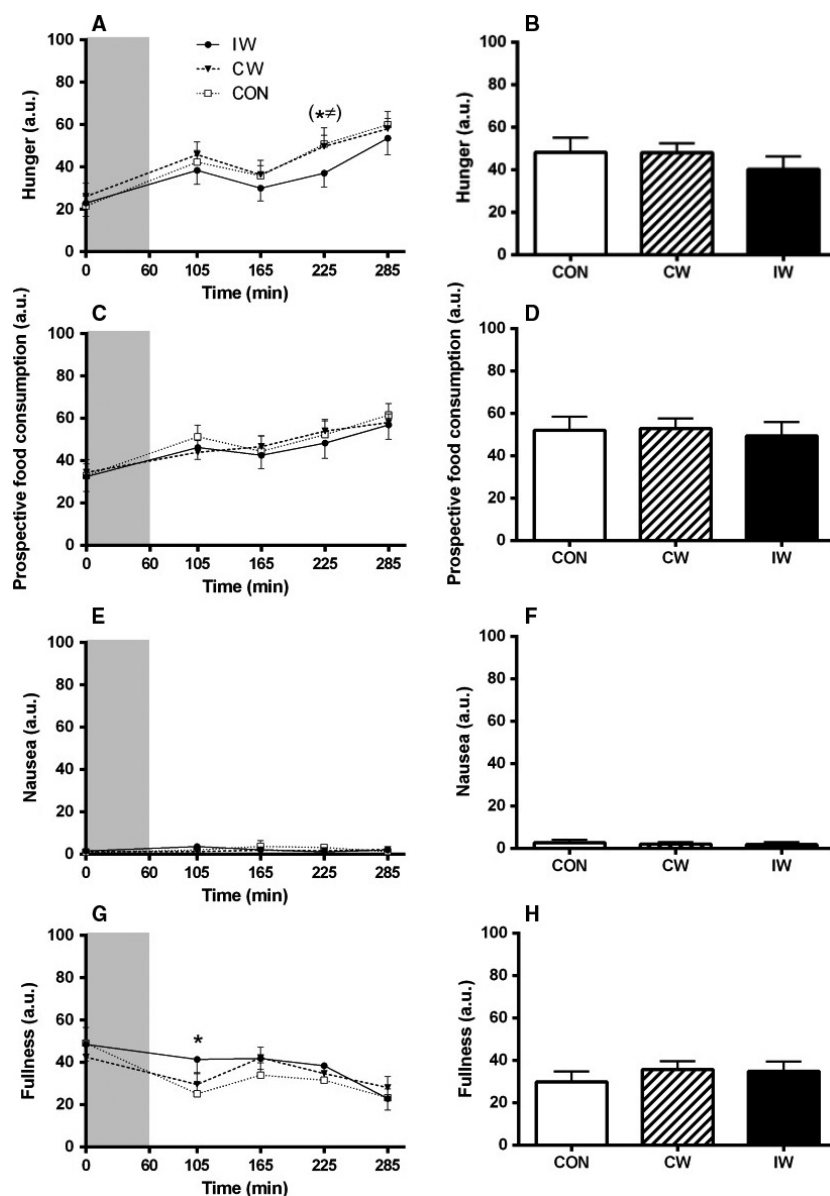 A
IW
CW
CON
(*≠)
100
80
60
40
20
0
Hunger (a.u.)
0 60 105 165 225 285
Time (min)
B
100
80
60
40
20
0
Hunger (a.u.)
CON CW IW
C
100
80
60
40
20
0
Prospective food consumption (a.u.)
0 60 105 165 225 285
Time (min)
D
100
80
60
40
20
0
Prospective food consumption (a.u.)
CON CW IW
E
100
80
60
40
20
0
Nausea (a.u.)
0 60 105 165 225 285
Time (min)
F
100
80
60
40
20
0
Nausea (a.u.)
CON CW IW
G
100
80
60
40
20
0
Fullness (a.u.)
*
0 60 105 165 225 285
Time (min)
H
100
80
60
40
20
0
Fullness (a.u.)
CON CW IW